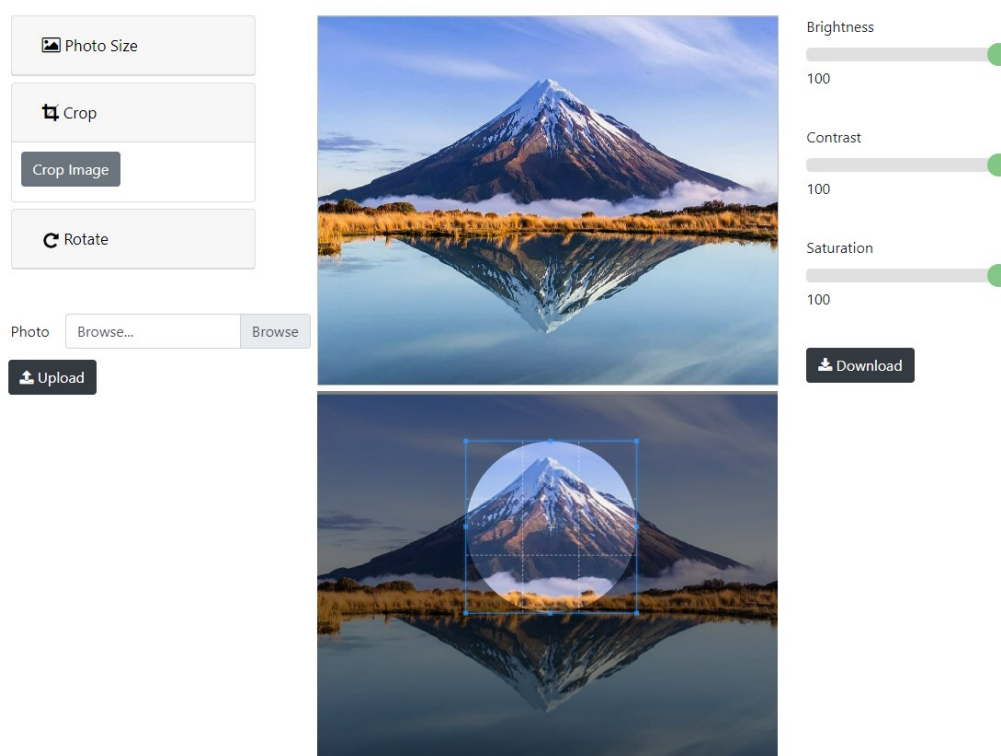 Photo Size
Crop
Crop Image
Rotate
Photo Browse... Browse
Upload
Brightness
100
Contrast
100
Saturation
100
Download